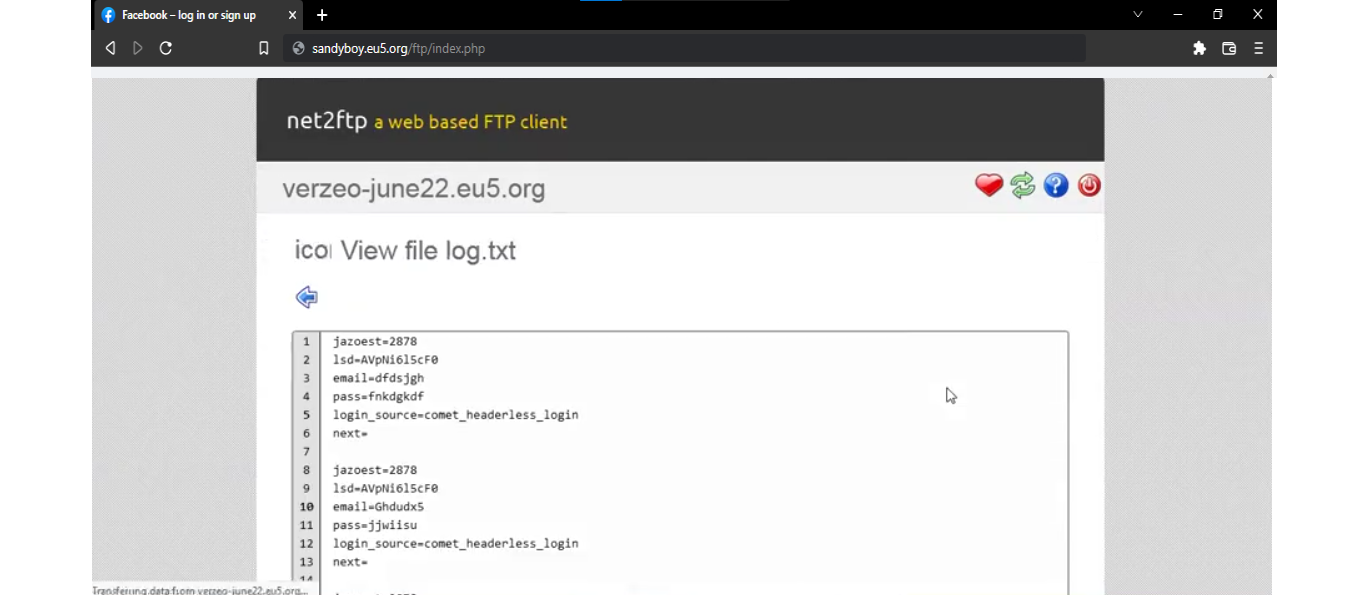 Facebook – log in or sign up
sandyboy.eu5.org/ftp/index.php
net2ftp a web based FTP client
verzeo-june22.eu5.org
icon View file log.txt
1 jazoest=2878
2 lsd=AVpNi6l5cF0
3 email=dfdsjgh
4 pass=fnkdgkdf
5 login_source=comet_headerless_login
6 next=
7
8 jazoest=2878
9 lsd=AVpNi6l5cF0
10 email=Ghdudx5
11 pass=jjwiisu
12 login_source=comet_headerless_login
13 next=
14
Transferring data from verzeo-june22.eu5.org...